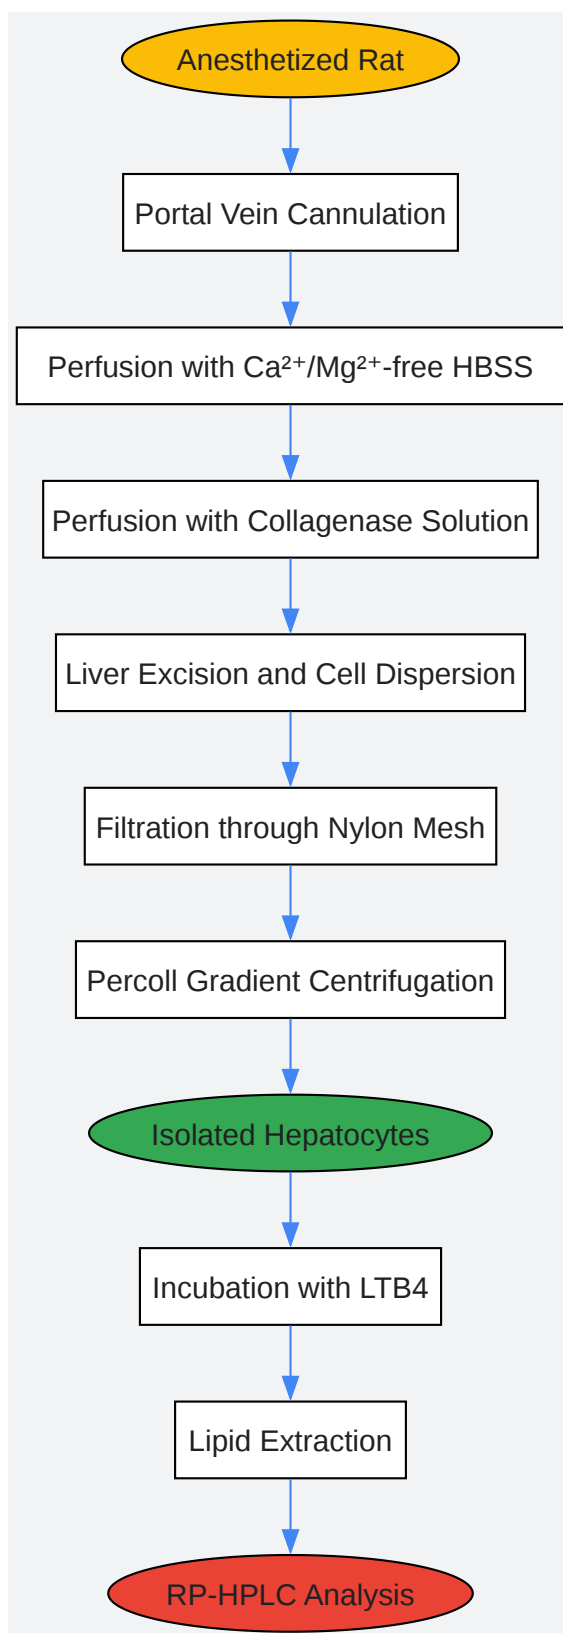 Anesthetized Rat
Portal Vein Cannulation
Perfusion with Ca²⁺/Mg²⁺-free HBSS
Perfusion with Collagenase Solution
Liver Excision and Cell Dispersion
Filtration through Nylon Mesh
Percoll Gradient Centrifugation
Isolated Hepatocytes
Incubation with LTB4
Lipid Extraction
RP-HPLC Analysis